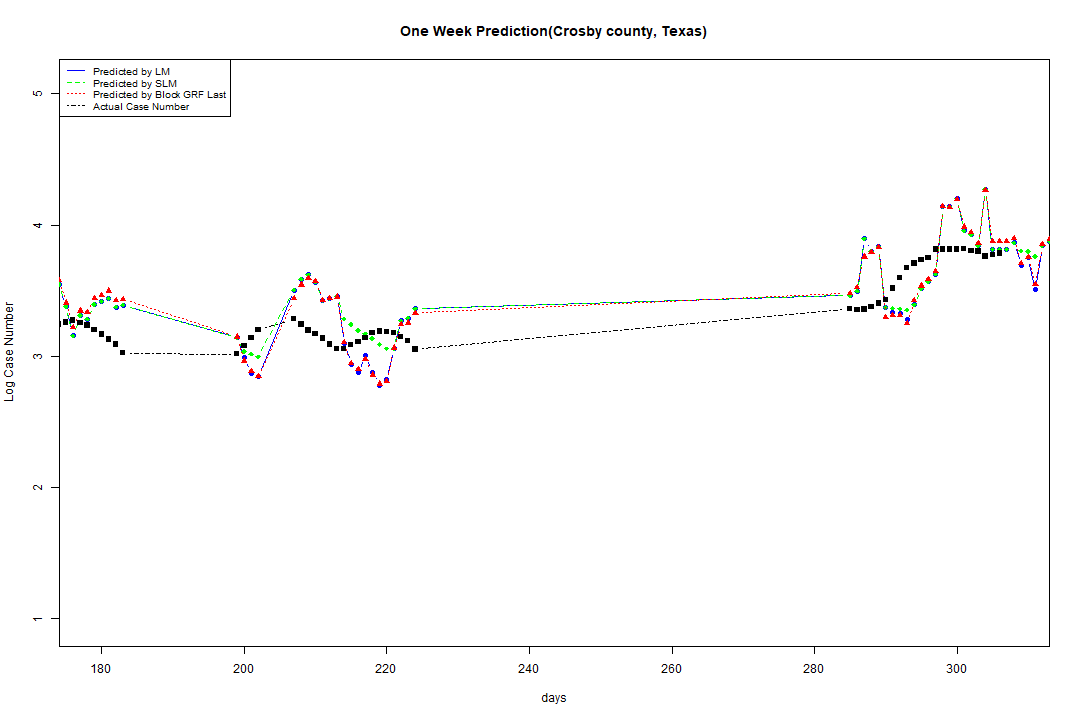 One Week Prediction(Crosby county, Texas)
Predicted by LM
Predicted by SLM
Predicted by Block GRF Last
Actual Case Number
5
4
3
2
1
Log Case Number
180 200 220 240 260 280 300
days